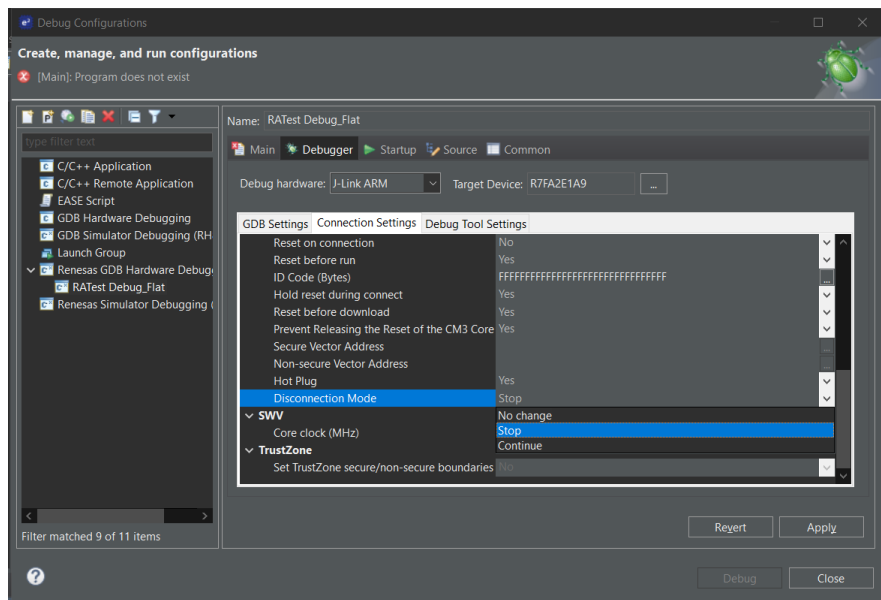 Debug Configurations
Create, manage, and run configurations
[Main]: Program does not exist
type filter text
C/C++ Application
C/C++ Remote Application
EASE Script
GDB Hardware Debugging
GDB Simulator Debugging (RH
Launch Group
Renesas GDB Hardware Debug
RATest Debug_Flat
Renesas Simulator Debugging (
Filter matched 9 of 11 items
Name: RATest Debug_Flat
Main Debugger Startup Source Common
Debug hardware: J-Link ARM Target Device: R7FA2E1A9 ...
GDB Settings Connection Settings Debug Tool Settings
Reset on connection No
Reset before run Yes
ID Code (Bytes) FFFFFFFFFFFFFFFFFFFFFFFFFFFFFFFF ...
Hold reset during connect Yes
Reset before download Yes
Prevent Releasing the Reset of the CM3 Core Yes
Secure Vector Address ...
Non-secure Vector Address ...
Hot Plug Yes
Disconnection Mode Stop
No change
Stop
Continue
SWV
Core clock (MHz)
TrustZone
Set TrustZone secure/non-secure boundaries No
Revert Apply
Debug Close